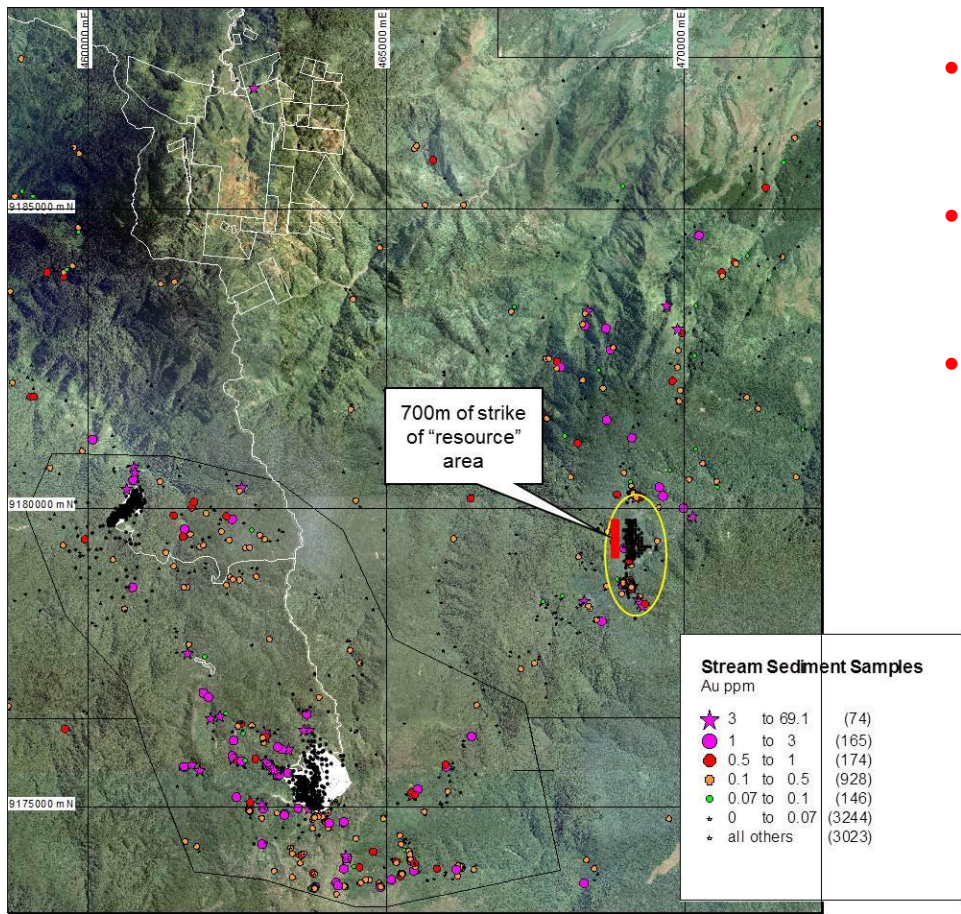 460000 mE
465000 mE
470000 mE
9185000 mN
700m of strike
of “resource”
area
9180000 mN
Stream Sediment Samples
Au ppm
3 to 69.1 (74)
1 to 3 (165)
0.5 to 1 (174)
0.1 to 0.5 (928)
0.07 to 0.1 (146)
0 to 0.07 (3244)
all others (3023)
9175000 mN